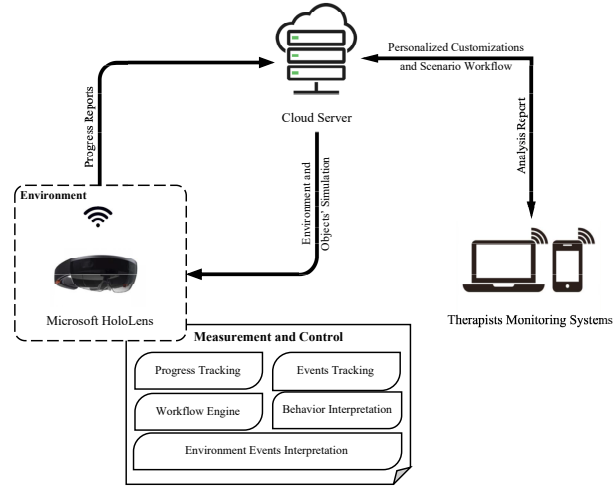 Personalized Customizations
and Scenario Workflow
Cloud Server
Progress Reports
Environment and
Objects' Simulation
Analysis Report
Environment
Microsoft HoloLens
Therapists Monitoring Systems
Measurement and Control
Progress Tracking
Events Tracking
Workflow Engine
Behavior Interpretation
Environment Events Interpretation